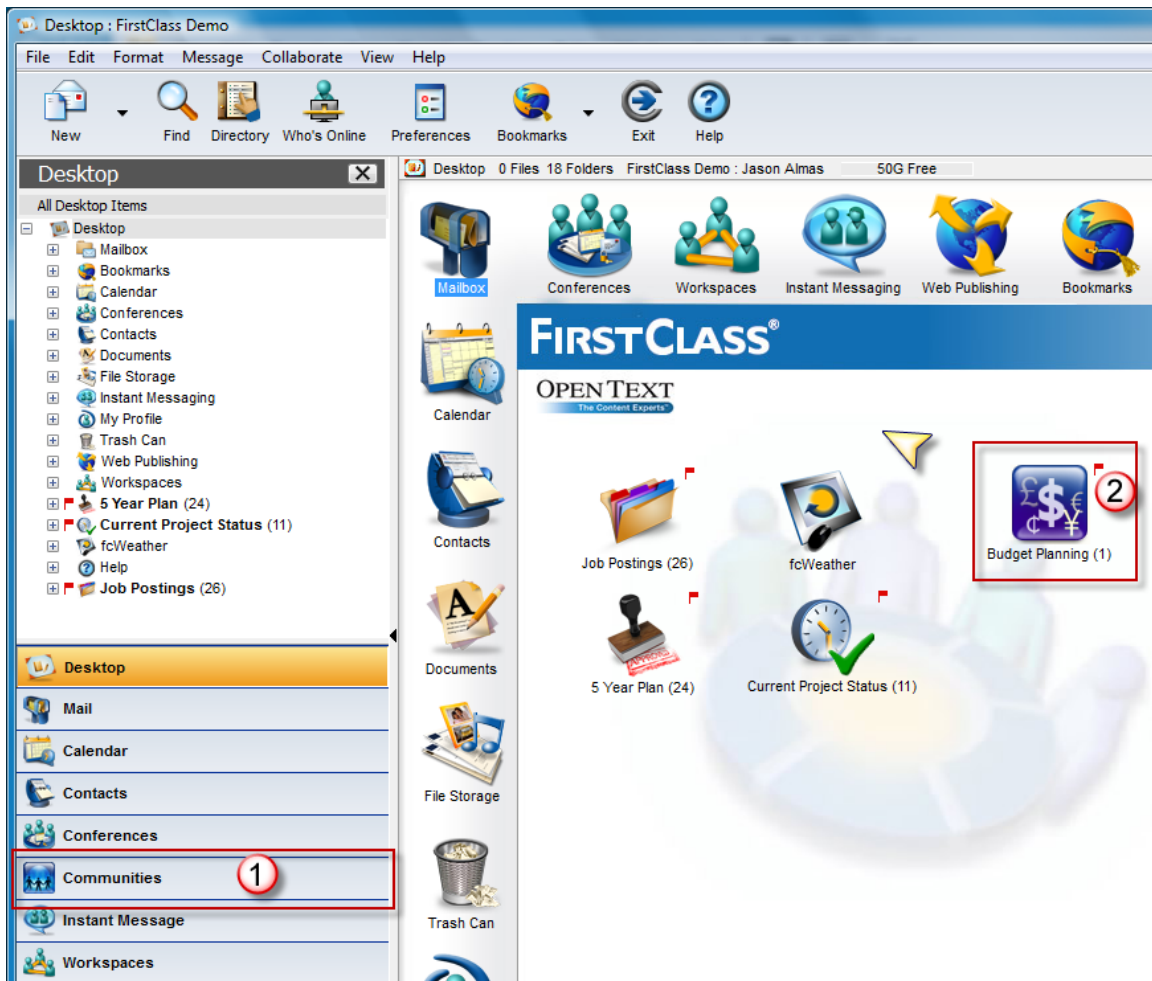 Desktop : FirstClass Demo
File Edit Format Message Collaborate View Help
New Find Directory Who's Online Preferences Bookmarks Exit Help
Desktop
Desktop 0 Files 18 Folders FirstClass Demo : Jason Almas 50G Free
All Desktop Items
Desktop
Mailbox
Bookmarks
Calendar
Conferences
Contacts
Documents
File Storage
Instant Messaging
My Profile
Trash Can
Web Publishing
Workspaces
5 Year Plan (24)
Current Project Status (11)
fcWeather
Help
Job Postings (26)
Desktop
Mail
Calendar
Contacts
Conferences
Communities
1
Instant Message
Workspaces
Mailbox Conferences Workspaces Instant Messaging Web Publishing Bookmarks
Calendar
Contacts
Documents
File Storage
Trash Can
FIRSTCLASS®
OPEN TEXT
The Content Experts™
Job Postings (26)
fcWeather
£ $ € ¢ ¥
2
Budget Planning (1)
APPROVED
5 Year Plan (24)
Current Project Status (11)